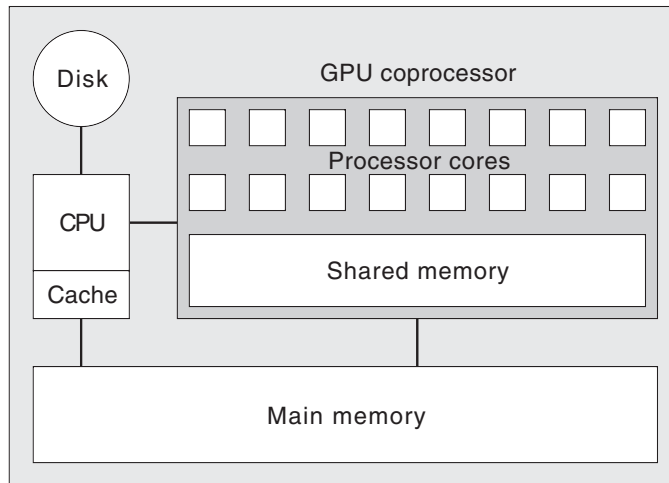 Disk
GPU coprocessor
Processor cores
CPU
Shared memory
Cache
Main memory